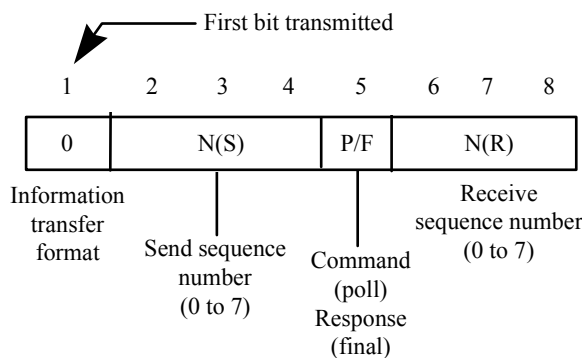 First bit transmitted
1 2 3 4 5 6 7 8
0 N(S) P/F N(R)
Information
transfer
format
Send sequence
number
(0 to 7)
Command
(poll)
Response
(final)
Receive
sequence number
(0 to 7)